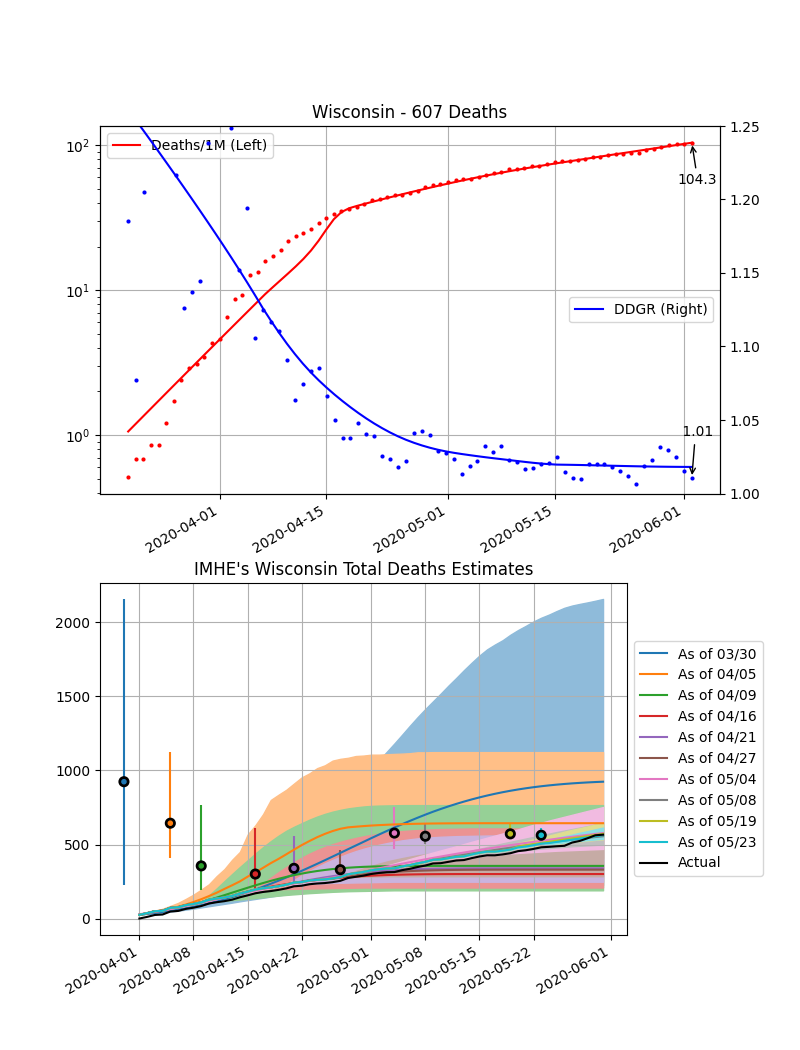 Wisconsin - 607 Deaths
10²
10¹
10⁰
Deaths/1M (Left)
DDGR (Right)
104.3
1.01
1.25
1.20
1.15
1.10
1.05
1.00
2020-04-01
2020-04-15
2020-05-01
2020-05-15
2020-06-01
IMHE's Wisconsin Total Deaths Estimates
2000
1500
1000
500
0
2020-04-01
2020-04-08
2020-04-15
2020-04-22
2020-05-01
2020-05-08
2020-05-15
2020-05-22
2020-06-01
As of 03/30
As of 04/05
As of 04/09
As of 04/16
As of 04/21
As of 04/27
As of 05/04
As of 05/08
As of 05/19
As of 05/23
Actual